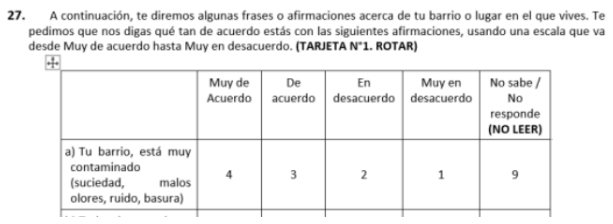 27. A continuación, te diremos algunas frases o afirmaciones acerca de tu barrio o lugar en el que vives. Te
pedimos que nos digas qué tan de acuerdo estás con las siguientes afirmaciones, usando una escala que va
desde Muy de acuerdo hasta Muy en desacuerdo. (TARJETA N°1. ROTAR)
Muy de De En Muy en No sabe /
Acuerdo acuerdo desacuerdo desacuerdo No
responde
(NO LEER)
a) Tu barrio, está muy
contaminado
(suciedad, malos
olores, ruido, basura)
4 3 2 1 9